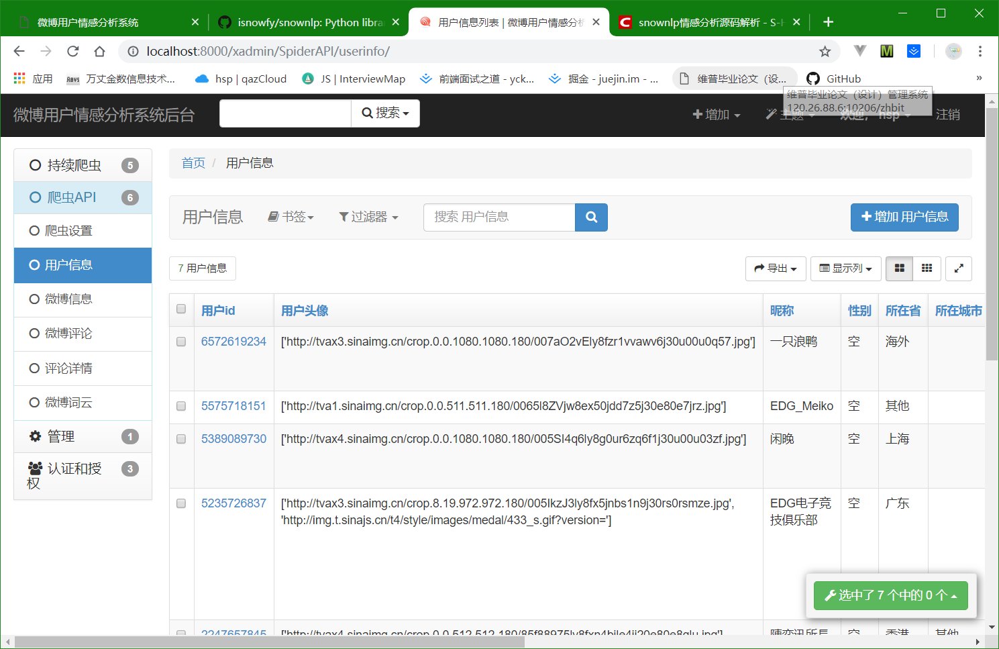 微博用户情感分析系统
isnowfy/snownlp: Python libra
用户信息列表 | 微博用户情感分析
snownlp情感分析源码解析 - S-H
localhost:8000/xadmin/SpiderAPI/userinfo/
应用
万丈金数信息技术...
hsp | qazCloud
JS | InterviewMap
前端面试之道 - yck...
掘金 - juejin.im - ...
维普毕业论文（设...
GitHub
维普毕业论文（设计）管理系统
120.26.88.6:10206/zhbit
微博用户情感分析系统后台
搜索
增加
主题
欢迎, hsp
注销
持续爬虫 5
爬虫API 6
爬虫设置
用户信息
微博信息
微博评论
评论详情
微博词云
管理 1
认证和授权 3
首页 / 用户信息
用户信息
书签
过滤器
搜索 用户信息
增加 用户信息
7 用户信息
导出
显示列
用户id 用户头像 昵称 性别 所在省 所在城市
6572619234 ['http://tvax3.sinaimg.cn/crop.0.0.1080.1080.180/007aO2vEly8fzr1vvawv6j30u00u0q57.jpg'] 一只浪鸭 空 海外
5575718151 ['http://tva1.sinaimg.cn/crop.0.0.511.511.180/0065l8ZVjw8ex50jdd7z5j30e80e7jrz.jpg'] EDG_Meiko 空 其他
5389089730 ['http://tvax4.sinaimg.cn/crop.0.0.1080.1080.180/005SI4q6ly8g0ur6zq6f1j30u00u03zf.jpg'] 闲晚 空 上海
5235726837 ['http://tvax3.sinaimg.cn/crop.8.19.972.972.180/005IkzJ3ly8fx5jnbs1n9j30rs0rsmze.jpg', EDG电子竞 空 广东
'http://img.t.sinajs.cn/t4/style/images/medal/433_s.gif?version='] 技俱乐部
选中了 7 个中的 0 个
2247657845 空 香港 其他